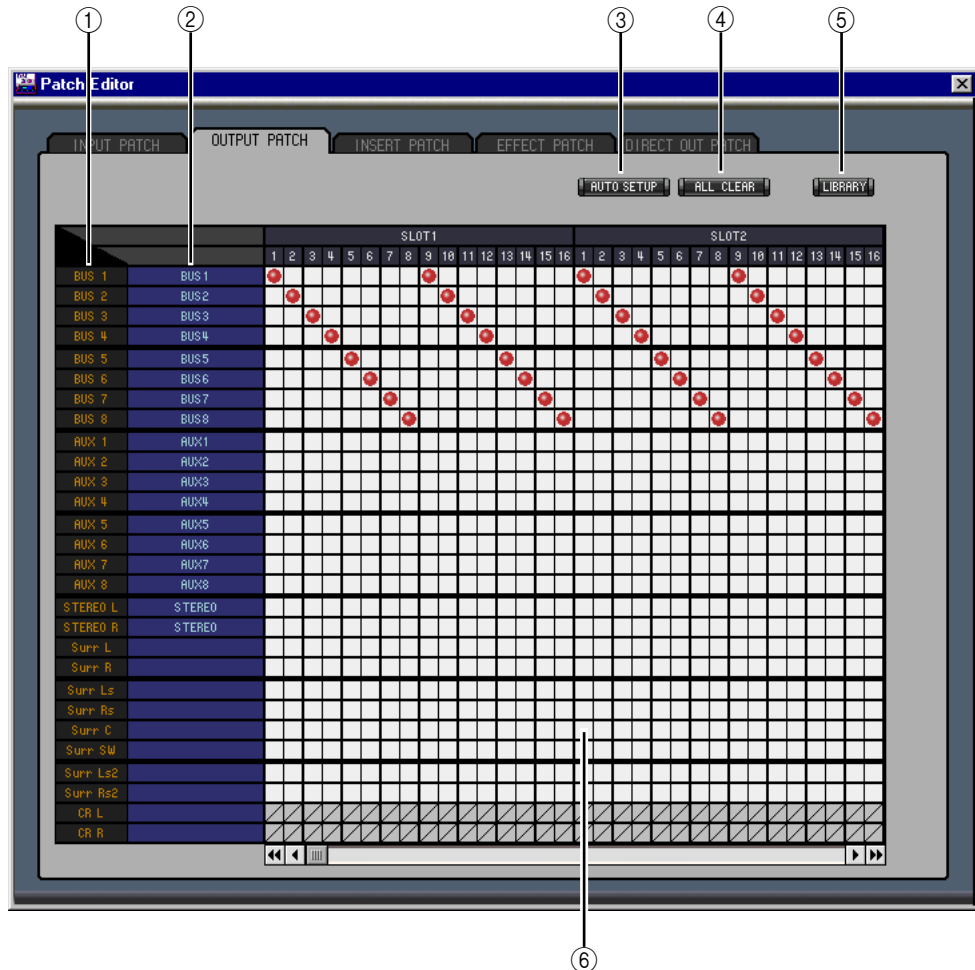 ① ② ③ ④ ⑤
Patch Editor
INPUT PATCH OUTPUT PATCH INSERT PATCH EFFECT PATCH DIRECT OUT PATCH
AUTO SETUP ALL CLEAR LIBRARY
SLOT1 SLOT2
1 2 3 4 5 6 7 8 9 10 11 12 13 14 15 16 1 2 3 4 5 6 7 8 9 10 11 12 13 14 15 16
BUS 1 BUS1
BUS 2 BUS2
BUS 3 BUS3
BUS 4 BUS4
BUS 5 BUS5
BUS 6 BUS6
BUS 7 BUS7
BUS 8 BUS8
AUX 1 AUX1
AUX 2 AUX2
AUX 3 AUX3
AUX 4 AUX4
AUX 5 AUX5
AUX 6 AUX6
AUX 7 AUX7
AUX 8 AUX8
STEREO L STEREO
STEREO R STEREO
Surr L
Surr R
Surr Ls
Surr Rs
Surr C
Surr SW
Surr Ls2
Surr Rs2
CR L
CR R
⑥